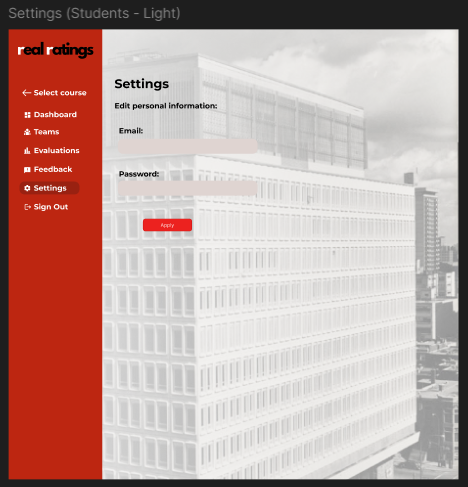 Settings (Students - Light)
real ratings
Select course
Dashboard
Teams
Evaluations
Feedback
Settings
Sign Out
Settings
Edit personal information:
Email:
Password:
Apply